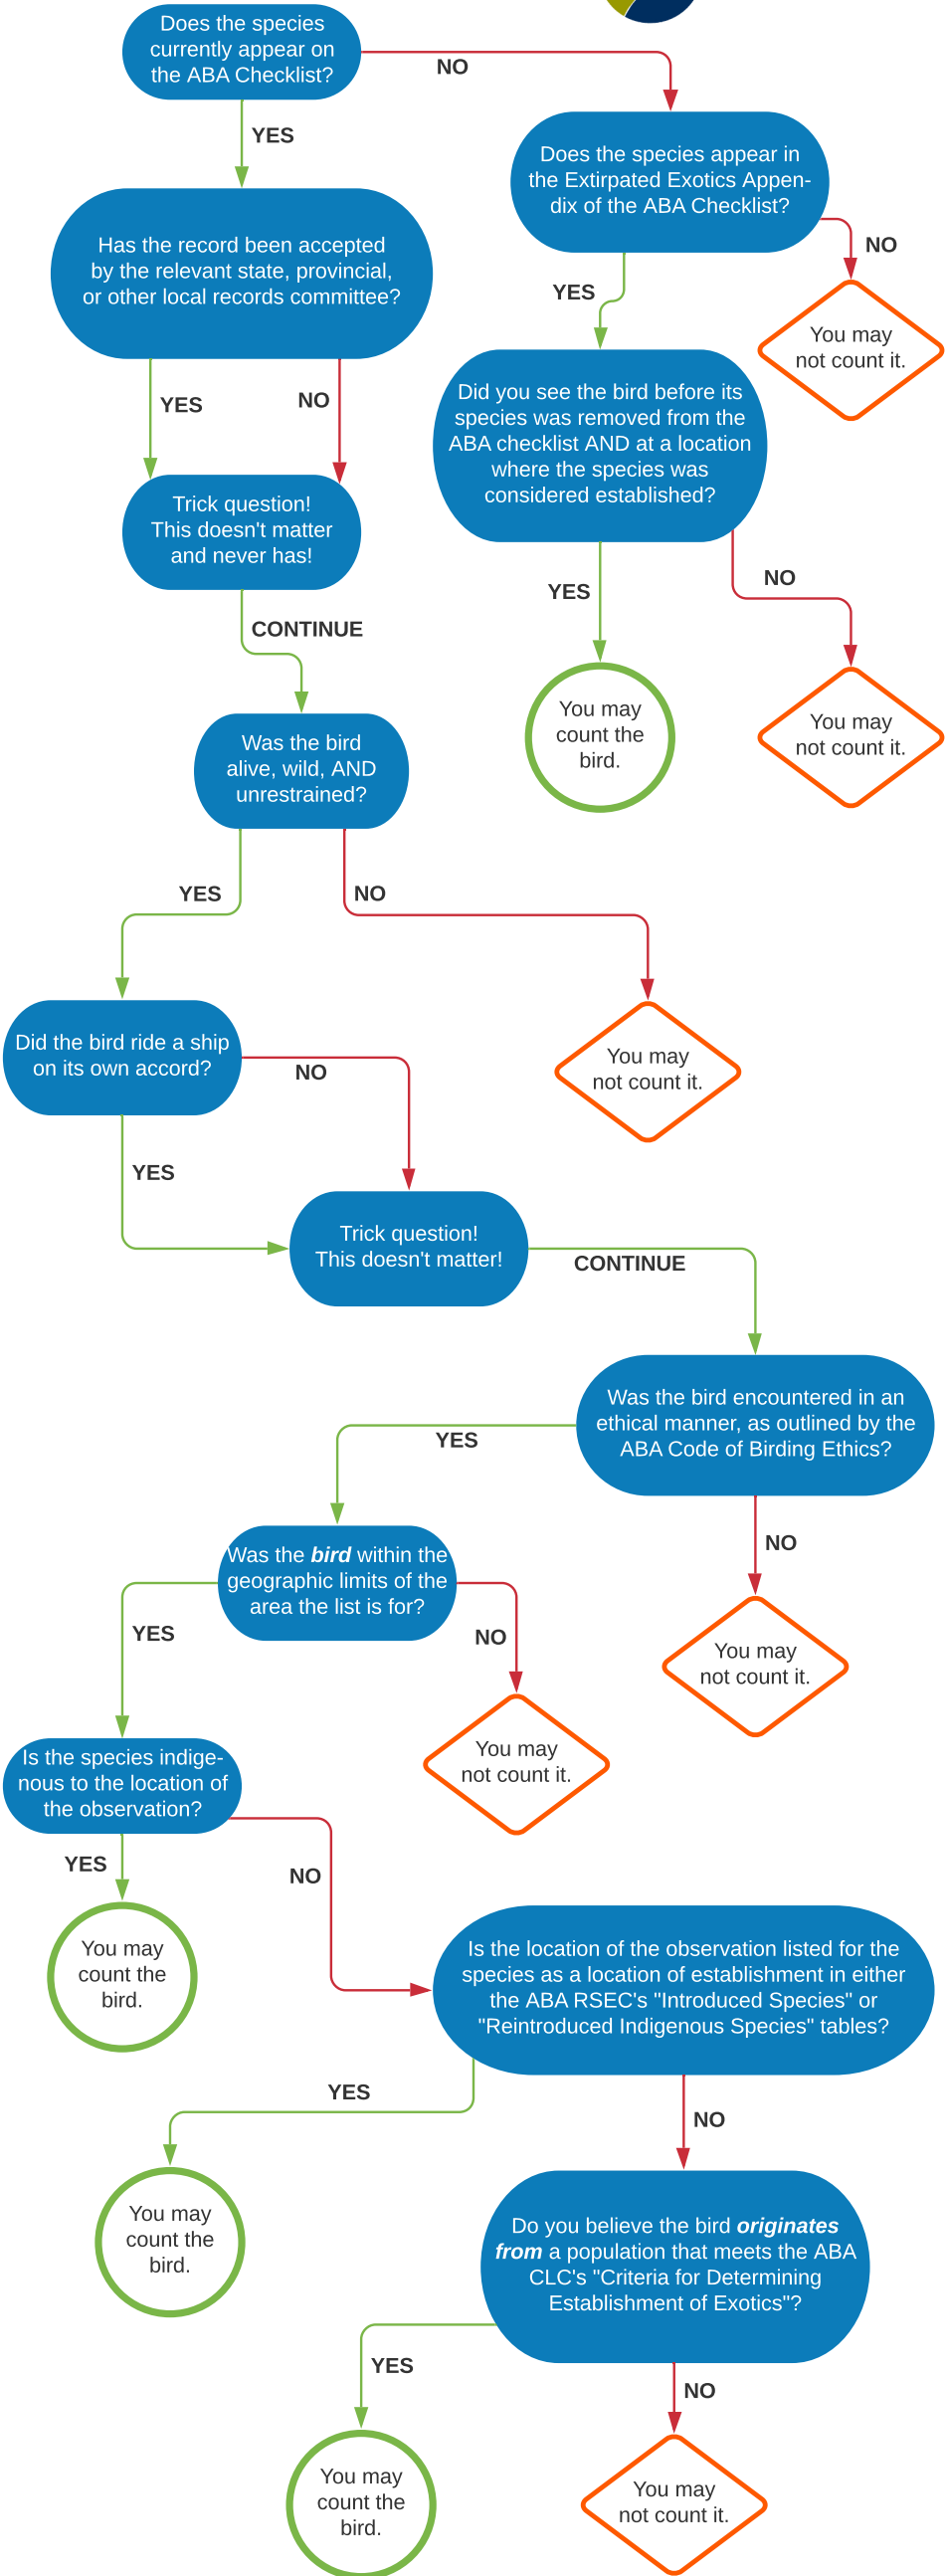 Does the species
currently appear on
the ABA Checklist?
NO
YES
Does the species appear in
the Extirpated Exotics Appen-
dix of the ABA Checklist?
NO
YES
You may
not count it.
Has the record been accepted
by the relevant state, provincial,
or other local records committee?
YES
NO
Did you see the bird before its
species was removed from the
ABA checklist AND at a location
where the species was
considered established?
YES
NO
You may
count the
bird.
You may
not count it.
Trick question!
This doesn't matter
and never has!
CONTINUE
Was the bird
alive, wild, AND
unrestrained?
YES
NO
You may
not count it.
Did the bird ride a ship
on its own accord?
NO
YES
Trick question!
This doesn't matter!
CONTINUE
Was the bird encountered in an
ethical manner, as outlined by the
ABA Code of Birding Ethics?
YES
NO
You may
not count it.
Was the bird within the
geographic limits of the
area the list is for?
YES
NO
You may
not count it.
Is the species indige-
nous to the location of
the observation?
YES
NO
You may
count the
bird.
Is the location of the observation listed for the
species as a location of establishment in either
the ABA RSEC's "Introduced Species" or
"Reintroduced Indigenous Species" tables?
YES
NO
You may
count the
bird.
Do you believe the bird originates
from a population that meets the ABA
CLC's "Criteria for Determining
Establishment of Exotics"?
YES
NO
You may
count the
bird.
You may
not count it.